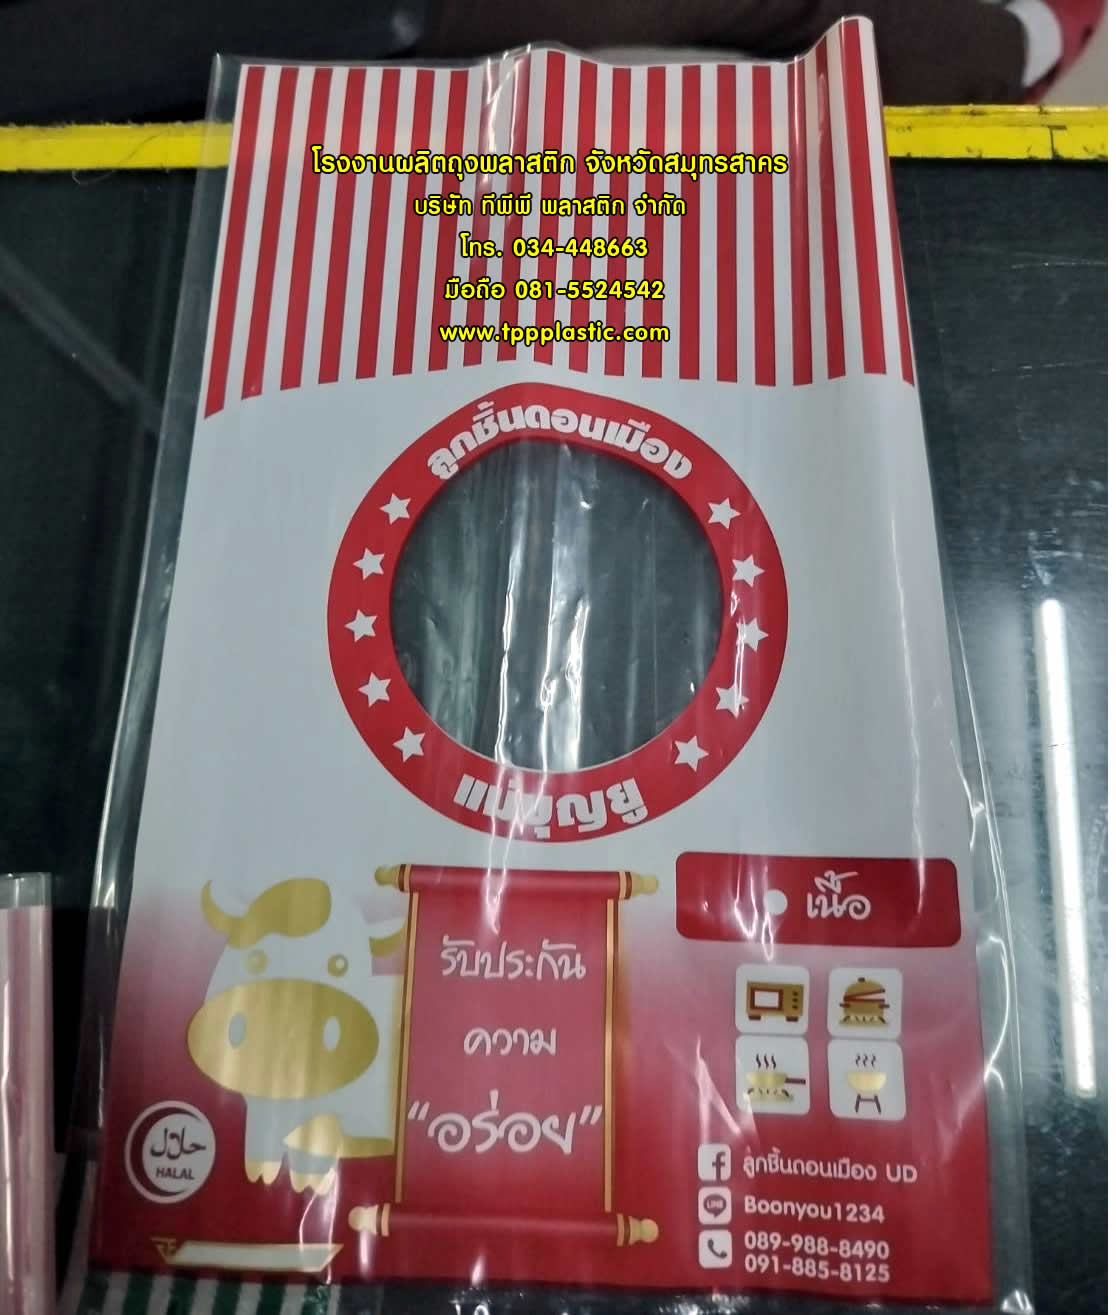 โรงงานผลิตถุงพลาสติก จังหวัดสมุทรสาคร
บริษัท ทีพีพี พลาสติก จำกัด
โทร. 034-448663
มือถือ 081-5524542
www.tppplastic.com
ลูกชิ้นดอนเมือง
แม่บุญยู
เนื้อ
รับประกัน
ความ
"อร่อย"
حلال
HALAL
ลูกชิ้นดอนเมือง UD
LINE
Boonyou1234
089-988-8490
091-885-8125